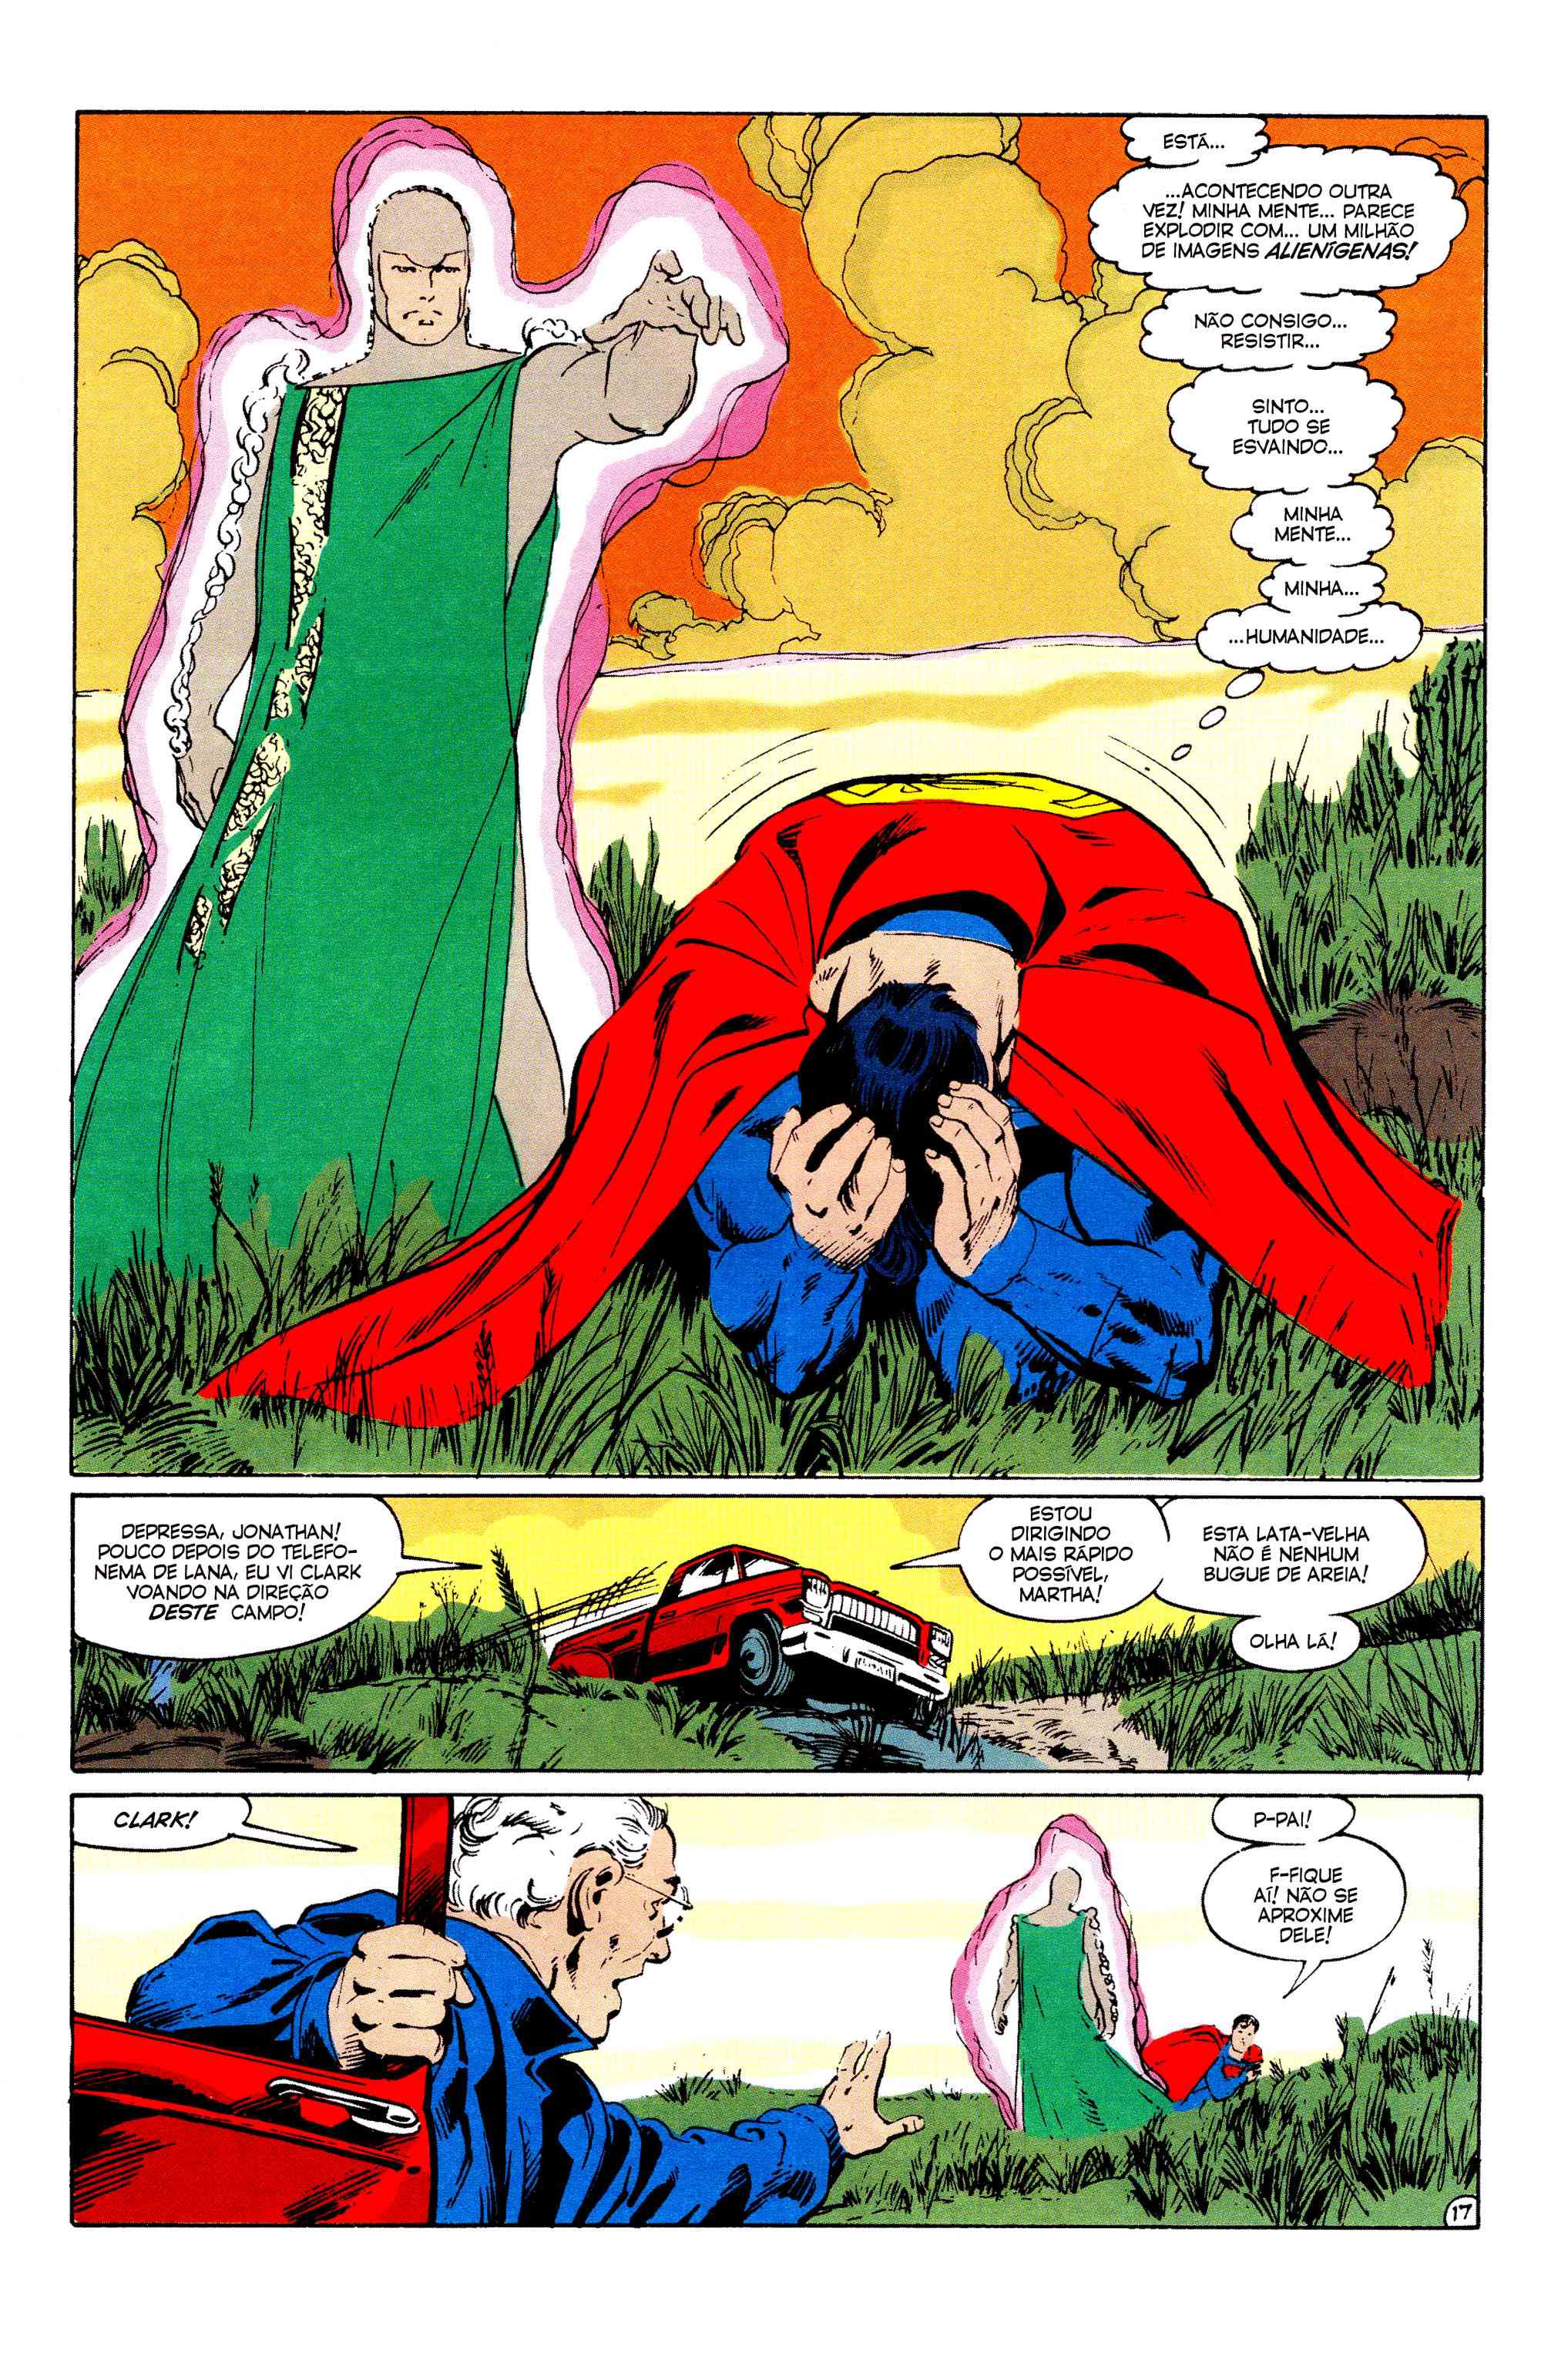 ESTÁ...
...ACONTECENDO OUTRA
VEZ! MINHA MENTE... PARECE
EXPLODIR COM... UM MILHÃO
DE IMAGENS ALIENÍGENAS!
NÃO CONSIGO...
RESISTIR...
SINTO...
TUDO SE
ESVAINDO...
MINHA
MENTE...
MINHA...
...HUMANIDADE...
DEPRESSA, JONATHAN!
POUCO DEPOIS DO TELEFO-
NEMA DE LANA, EU VI CLARK
VOANDO NA DIREÇÃO
DESTE CAMPO!
ESTOU
DIRIGINDO
O MAIS RÁPIDO
POSSÍVEL,
MARTHA!
ESTA LATA-VELHA
NÃO É NENHUM
BUGUE DE AREIA!
OLHA LÁ!
CLARK!
P-PAI!
F-FIQUE
AÍ! NÃO SE
APROXIME
DELE!
17